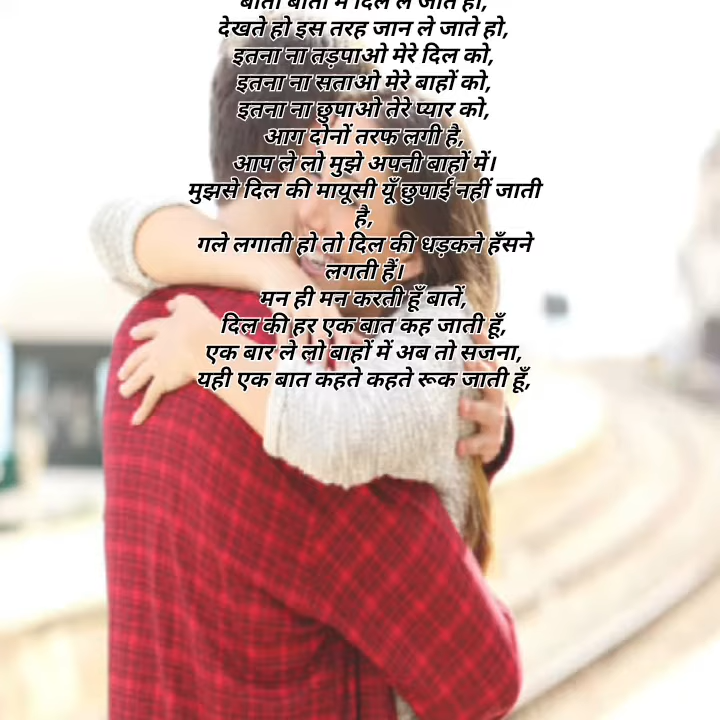 बातों बातों में दिल ले जाते हो,
देखते हो इस तरह जान ले जाते हो,
इतना ना तड़पाओ मेरे दिल को,
इतना ना सताओ मेरे बाहों को,
इतना ना छुपाओ तेरे प्यार को,
आग दोनों तरफ लगी है,
आप ले लो मुझे अपनी बाहों में।
मुझसे दिल की मायूसी यूँ छुपाई नहीं जाती
है,
गले लगाती हो तो दिल की धड़कने हँसने
लगती हैं।
मन ही मन करती हूँ बातें,
दिल की हर एक बात कह जाती हूँ,
एक बार ले लो बाहों में अब तो सजना,
यही एक बात कहते कहते रूक जाती हूँ,